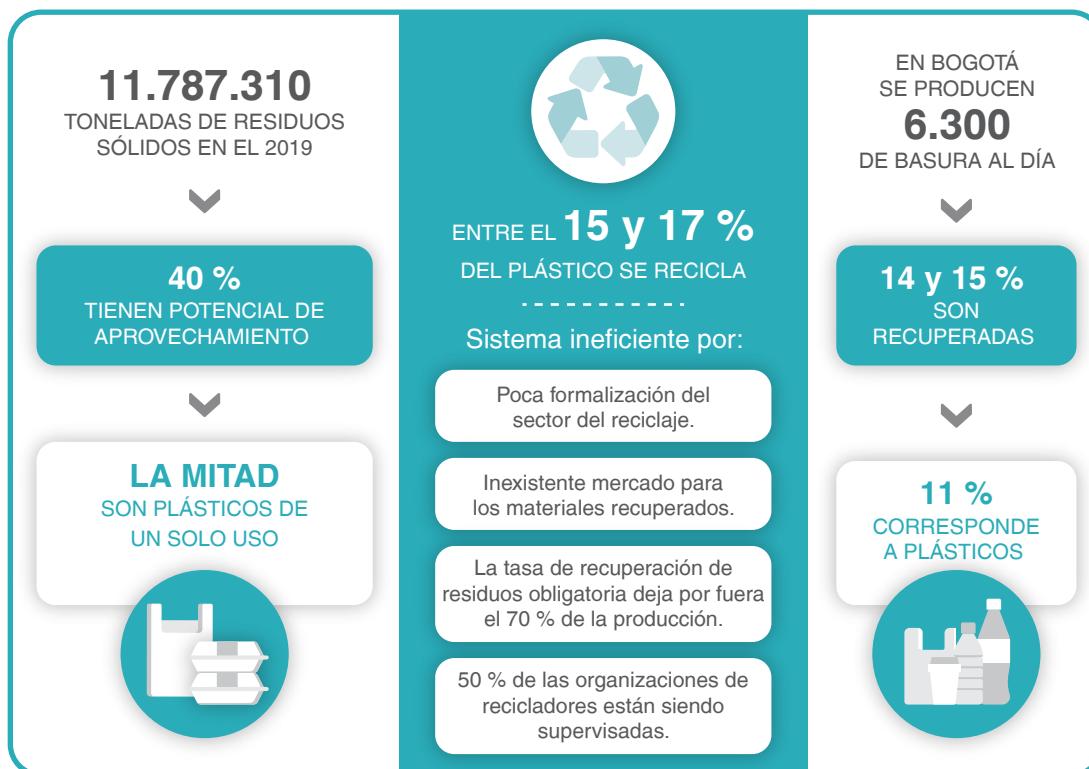 11.787.310
TONELADAS DE RESIDUOS
SÓLIDOS EN EL 2019
40 %
TIENEN POTENCIAL DE
APROVECHAMIENTO
LA MITAD
SON PLÁSTICOS DE
UN SOLO USO
ENTRE EL 15 y 17 %
DEL PLÁSTICO SE RECICLA
Sistema ineficiente por:
Poca formalización del
sector del reciclaje.
Inexistente mercado para
los materiales recuperados.
La tasa de recuperación de
residuos obligatoria deja por fuera
el 70 % de la producción.
50 % de las organizaciones de
recicladores están siendo
supervisadas.
EN BOGOTÁ
SE PRODUCEN
6.300
DE BASURA AL DÍA
14 y 15 %
SON
RECUPERADAS
11 %
CORRESPONDE
A PLÁSTICOS